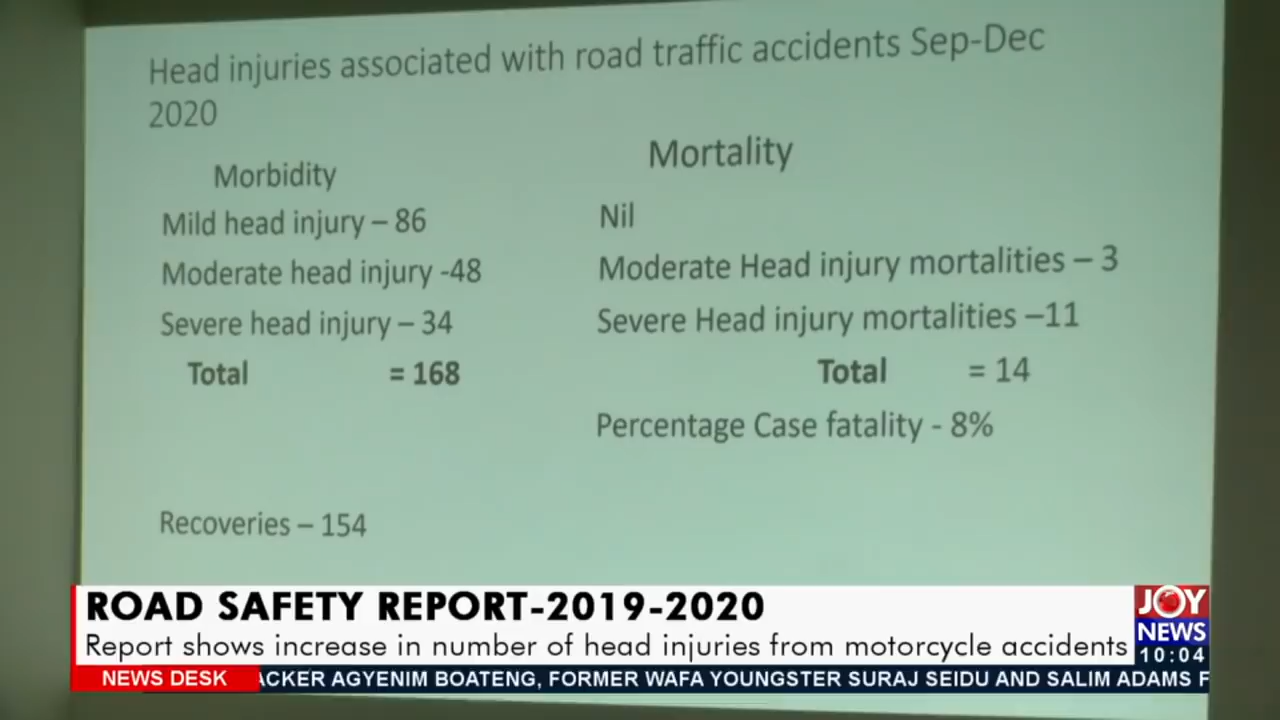 Head injuries associated with road traffic accidents Sep-Dec
2020
Morbidity
Mild head injury – 86
Moderate head injury -48
Severe head injury – 34
Total = 168
Recoveries – 154
Mortality
Nil
Moderate Head injury mortalities – 3
Severe Head injury mortalities –11
Total = 14
Percentage Case fatality - 8%
ROAD SAFETY REPORT-2019-2020
Report shows increase in number of head injuries from motorcycle accidents
JOY
NEWS
10:04
NEWS DESK
ACKER AGYENIM BOATENG, FORMER WAFA YOUNGSTER SURAJ SEIDU AND SALIM ADAMS F